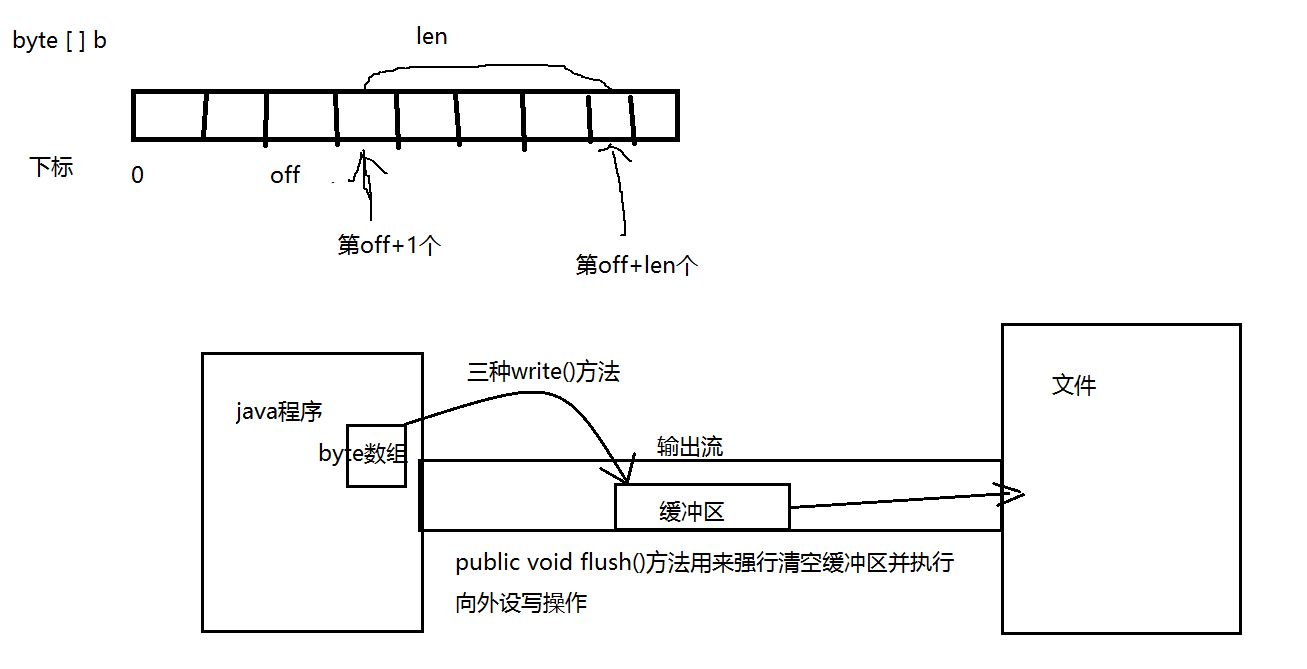 byte [ ] b
len
下标
0
off
第off+1个
第off+len个
三种write()方法
java程序
byte数组
输出流
缓冲区
文件
public void flush()方法用来强行清空缓冲区并执行
向外设写操作